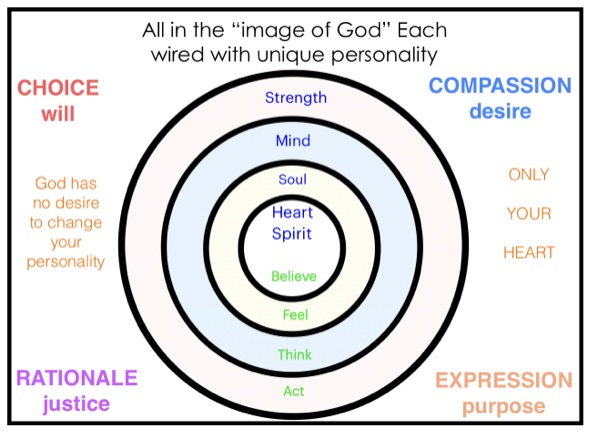 All in the “image of God” Each
wired with unique personality
CHOICE
will
COMPASSION
desire
Strength
Mind
Soul
Heart
Spirit
Believe
Feel
Think
Act
God has
no desire
to change
your
personality
ONLY
YOUR
HEART
RATIONALE
justice
EXPRESSION
purpose